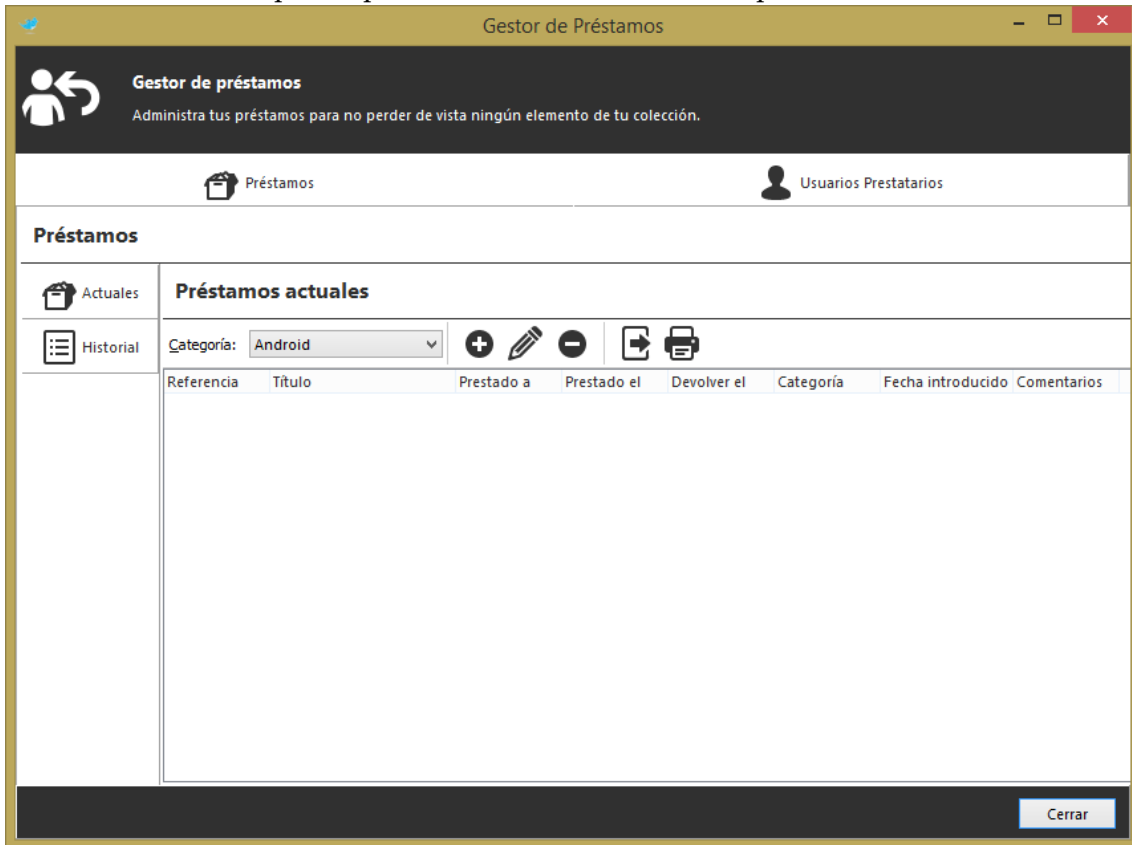 Gestor de Préstamos
Gestor de préstamos
Administra tus préstamos para no perder de vista ningún elemento de tu colección.
Préstamos Usuarios Prestatarios
Préstamos
Actuales
Préstamos actuales
Historial
Categoría: Android
Referencia Título Prestado a Prestado el Devolver el Categoría Fecha introducido Comentarios
Cerrar